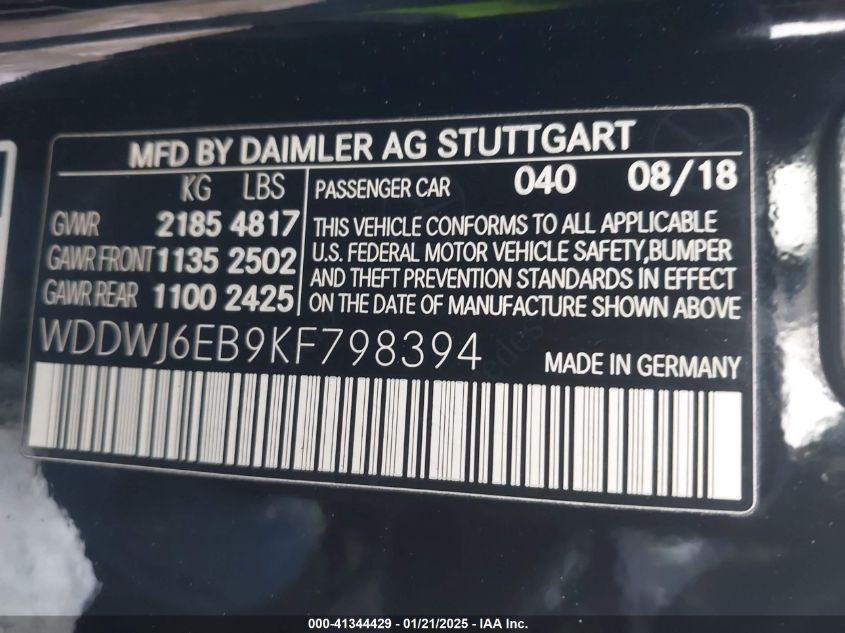 MFD BY DAIMLER AG STUTTGART
KG LBS
GVWR 2185 4817
GAWR FRONT 1135 2502
GAWR REAR 1100 2425
PASSENGER CAR 040 08/18
THIS VEHICLE CONFORMS TO ALL APPLICABLE
U.S. FEDERAL MOTOR VEHICLE SAFETY,BUMPER
AND THEFT PREVENTION STANDARDS IN EFFECT
ON THE DATE OF MANUFACTURE SHOWN ABOVE
WDDWJ6EB9KF798394 MADE IN GERMANY
000-41344429 - 01/21/2025 - IAA Inc.